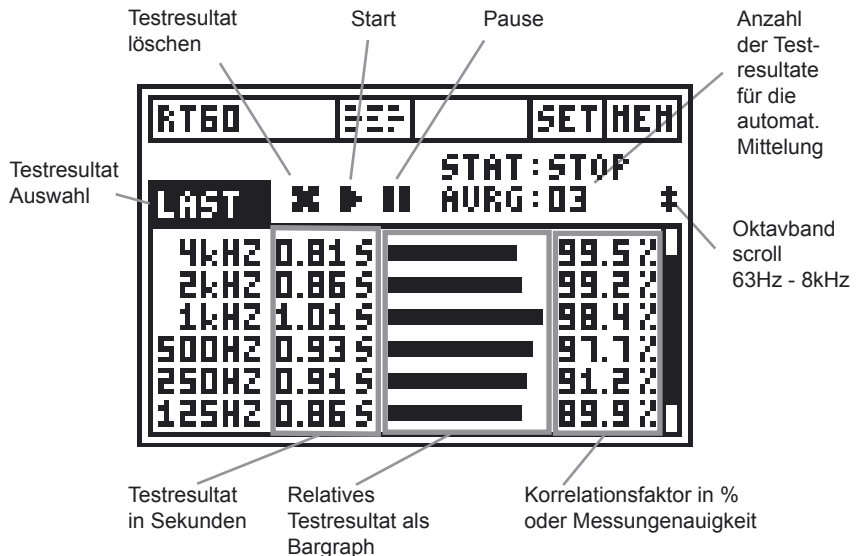 Testresultat
löschen
Start
Pause
Anzahl
der Test-
resultate
für die
automat.
Mittelung
RT60
SET
MEM
Testresultat
Auswahl
STAT:STOP
LAST
AVRG:03
Oktavband
scroll
63Hz - 8kHz
4kHZ 0.81 S 99.5%
2kHZ 0.86 S 99.2%
1kHZ 1.01 S 98.4%
500HZ 0.93 S 97.7%
250HZ 0.91 S 91.2%
125HZ 0.86 S 89.9%
Testresultat
in Sekunden
Relatives
Testresultat als
Bargraph
Korrelationsfaktor in %
oder Messungenauigkeit